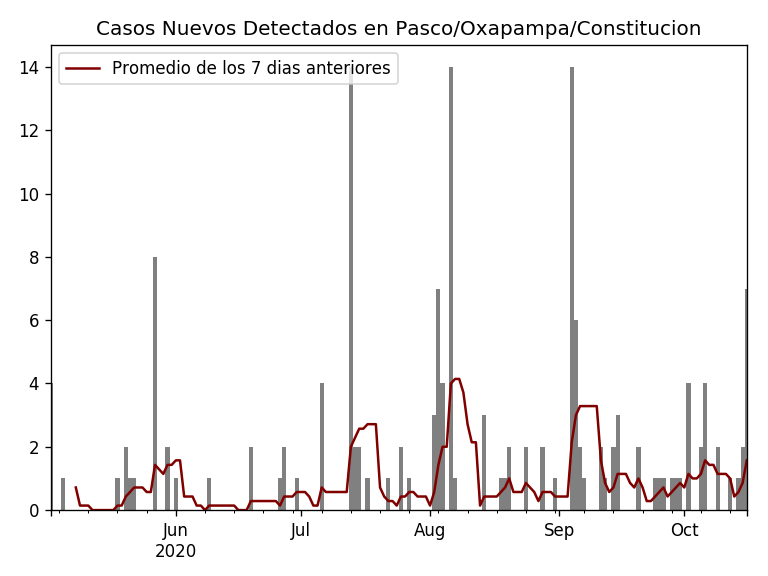 Casos Nuevos Detectados en Pasco/Oxapampa/Constitucion
Promedio de los 7 dias anteriores
14
12
10
8
6
4
2
0
Jun
2020
Jul
Aug
Sep
Oct